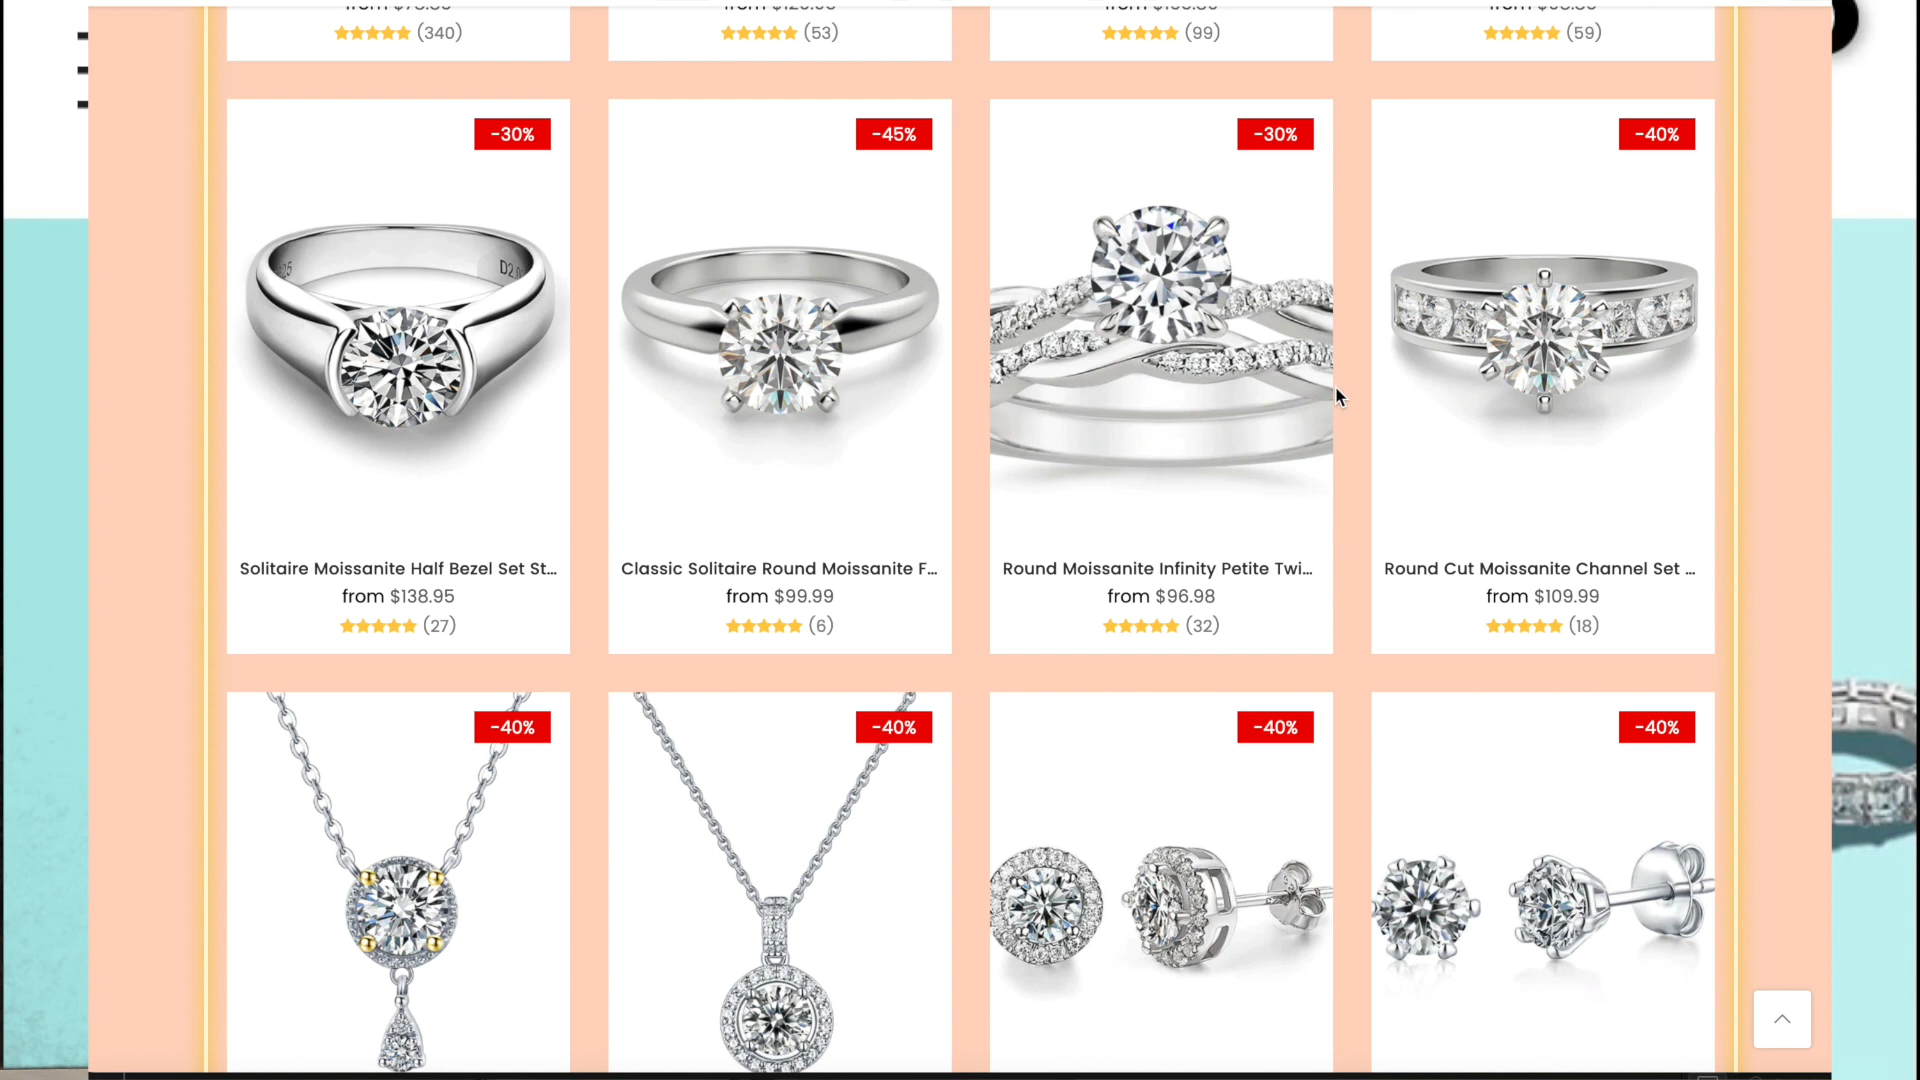 (340)
(53)
(99)
(59)
-30%
-45%
-30%
-40%
D2.0
Solitaire Moissanite Half Bezel Set St...
Classic Solitaire Round Moissanite F...
Round Moissanite Infinity Petite Twi...
Round Cut Moissanite Channel Set ...
from $138.95
from $99.99
from $96.98
from $109.99
(27)
(6)
(32)
(18)
-40%
-40%
-40%
-40%